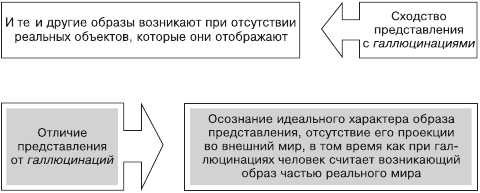 И те и другие образы возникают при отсутствии
реальных объектов, которые они отображают
Сходство
представления
с галлюцинациями
Отличие
представления
от галлюцинаций
Осознание идеального характера образа
представления, отсутствие его проекции
во внешний мир, в том время как при гал-
люцинациях человек считает возникающий
образ частью реального мира